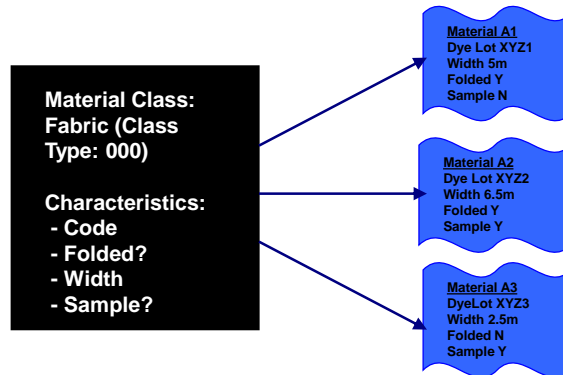 Material Class:
Fabric (Class
Type: 000)
Characteristics:
- Code
- Folded?
- Width
- Sample?
Material A1
Dye Lot XYZ1
Width 5m
Folded Y
Sample N
Material A2
Dye Lot XYZ2
Width 6.5m
Folded Y
Sample Y
Material A3
DyeLot XYZ3
Width 2.5m
Folded N
Sample Y